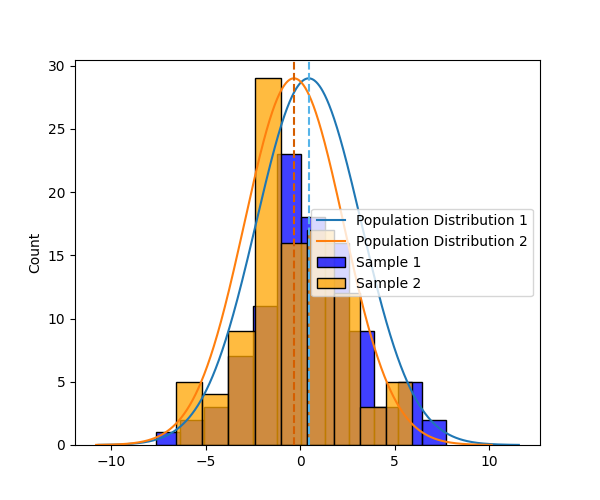 30
25
20
15
10
5
0
Count
Population Distribution 1
Population Distribution 2
Sample 1
Sample 2
−10
−5
0
5
10